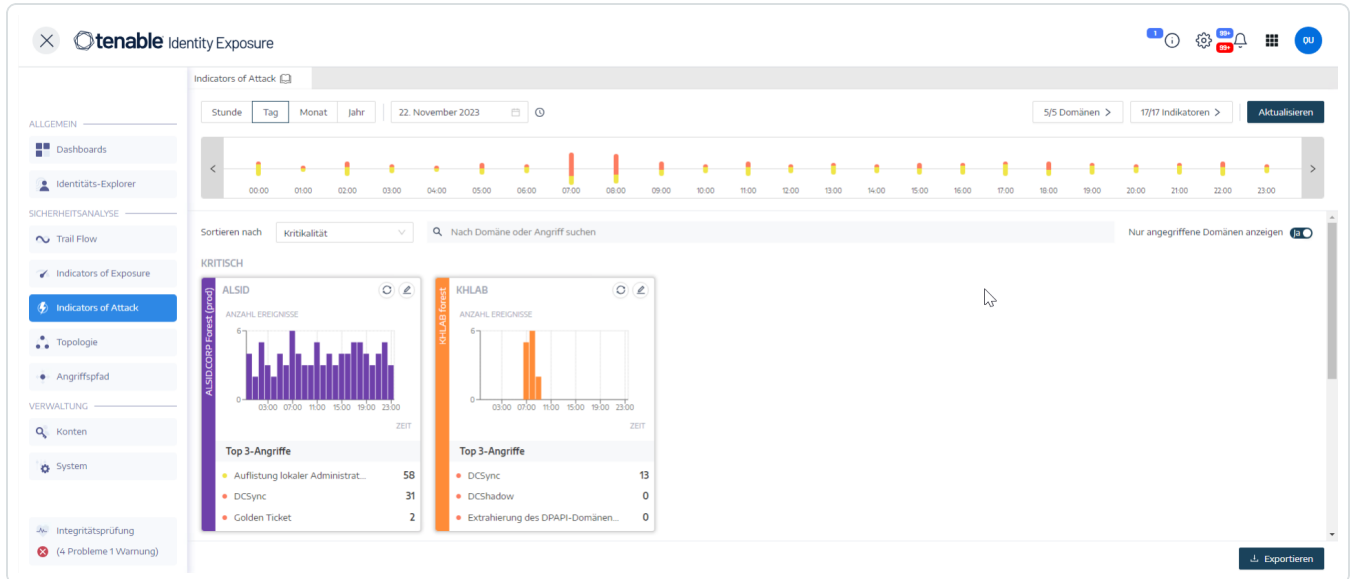 tenable Identity Exposure
1
99+
99+
QU
Indicators of Attack
ALLGEMEIN
Dashboards
Identitäts-Explorer
SICHERHEITSANALYSE
Trail Flow
Indicators of Exposure
Indicators of Attack
Topologie
Angriffspfad
VERWALTUNG
Konten
System
Integritätsprüfung
(4 Probleme 1 Warnung)
Stunde Tag Monat Jahr 22. November 2023 5/5 Domänen > 17/17 Indikatoren > Aktualisieren
< >
00:00 01:00 02:00 03:00 04:00 05:00 06:00 07:00 08:00 09:00 10:00 11:00 12:00 13:00 14:00 15:00 16:00 17:00 18:00 19:00 20:00 21:00 22:00 23:00
Sortieren nach Kritikalität Nach Domäne oder Angriff suchen Nur angegriffene Domänen anzeigen Ja
KRITISCH
ALSID.CORP Forest (prod)
ALSID
ANZAHL EREIGNISSE
6
0
03:00 07:00 11:00 15:00 19:00 23:00
ZEIT
Top 3-Angriffe
Auflistung lokaler Administrat... 58
DCSync 31
Golden Ticket 2
KHLAB forest
KHLAB
ANZAHL EREIGNISSE
6
0
03:00 07:00 11:00 15:00 19:00 23:00
ZEIT
Top 3-Angriffe
DCSync 13
DCShadow 0
Extrahierung des DPAPI-Domänen... 0
Exportieren